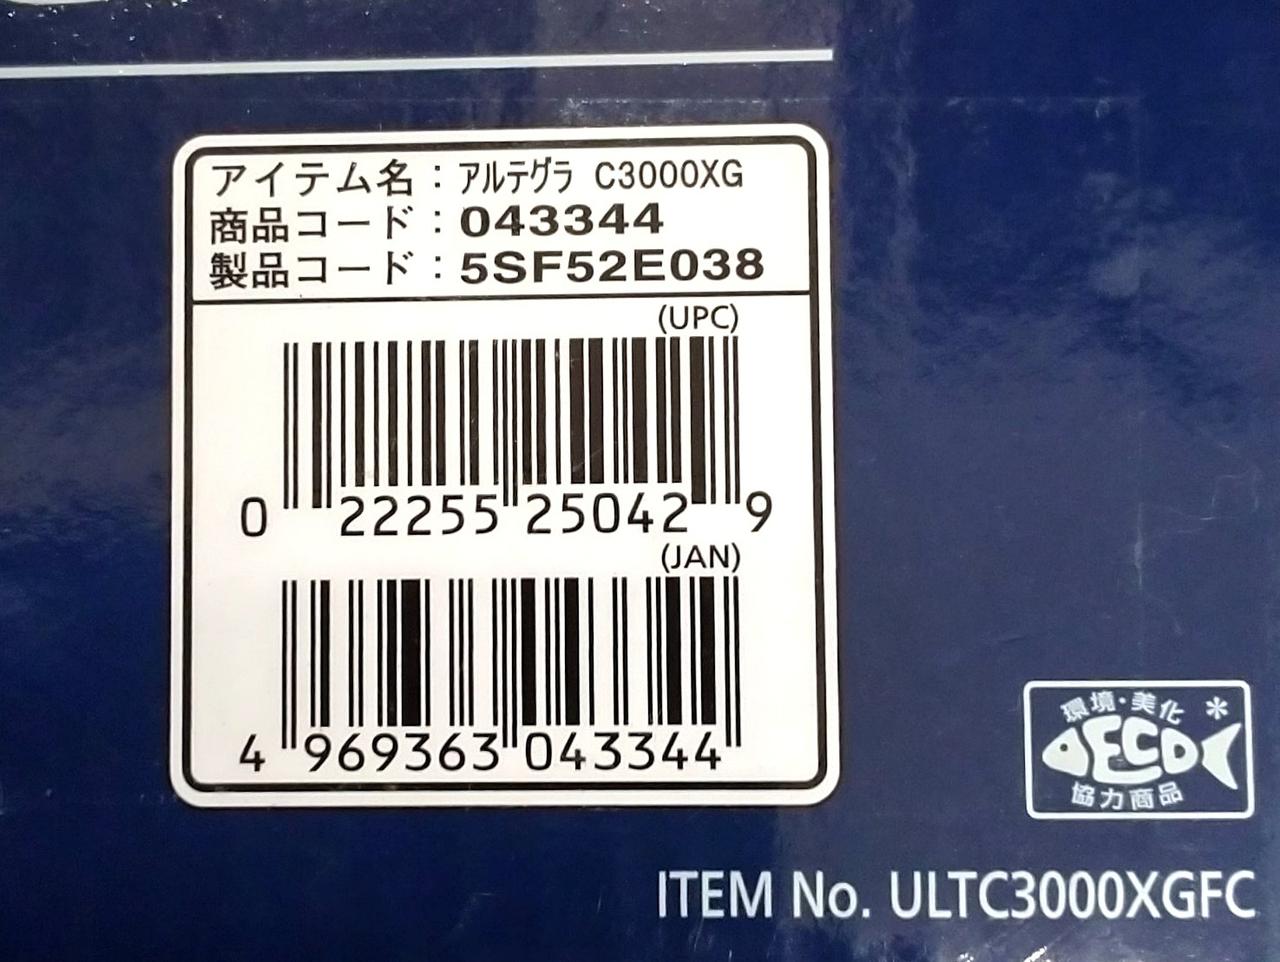 アイテム名：アルテグラ C3000XG
商品コード：043344
製品コード：5SF52E038
(UPC)
0 22255 25042 9
(JAN)
4 969363 043344
環境・美化 *
ECO
協力商品
ITEM No. ULTC3000XGFC